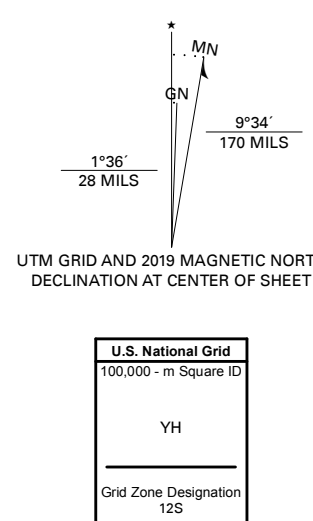 ★
MN
GN
9°34´
170 MILS
1°36´
28 MILS
UTM GRID AND 2019 MAGNETIC NORT
DECLINATION AT CENTER OF SHEET
U.S. National Grid
100,000 - m Square ID
YH
Grid Zone Designation
12S